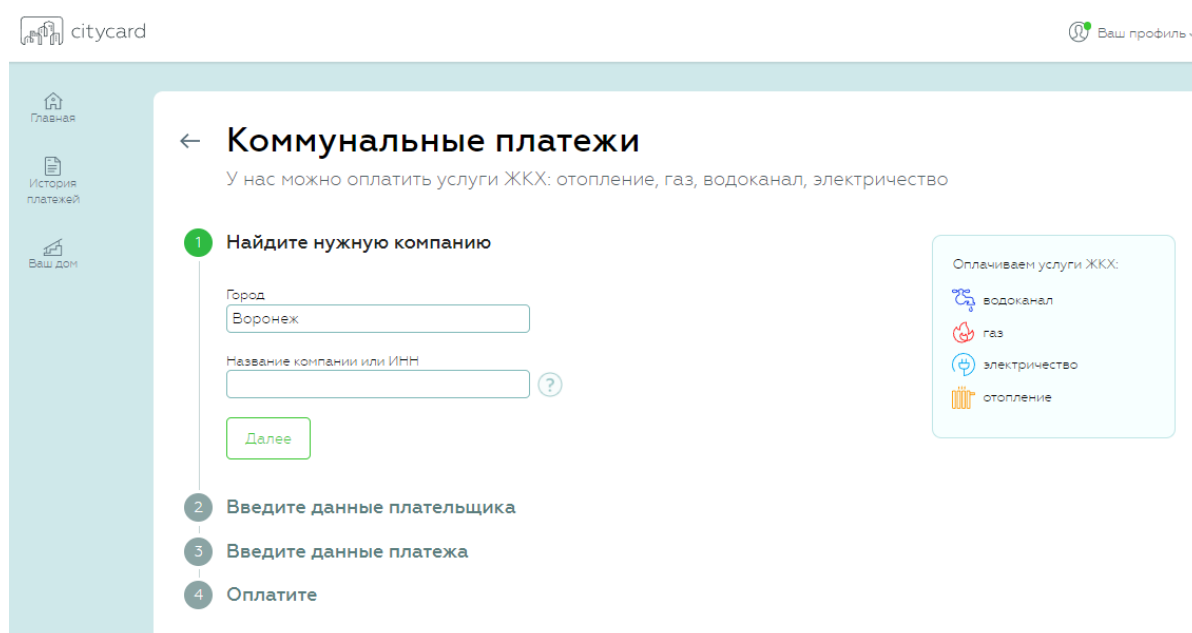 citycard
Ваш профиль
Главная
История
платежей
Ваш дом
Коммунальные платежи
У нас можно оплатить услуги ЖКХ: отопление, газ, водоканал, электричество
1 Найдите нужную компанию
Город
Воронеж
Название компании или ИНН
?
Далее
2 Введите данные плательщика
3 Введите данные платежа
4 Оплатите
Оплачиваем услуги ЖКХ:
водоканал
газ
электричество
отопление